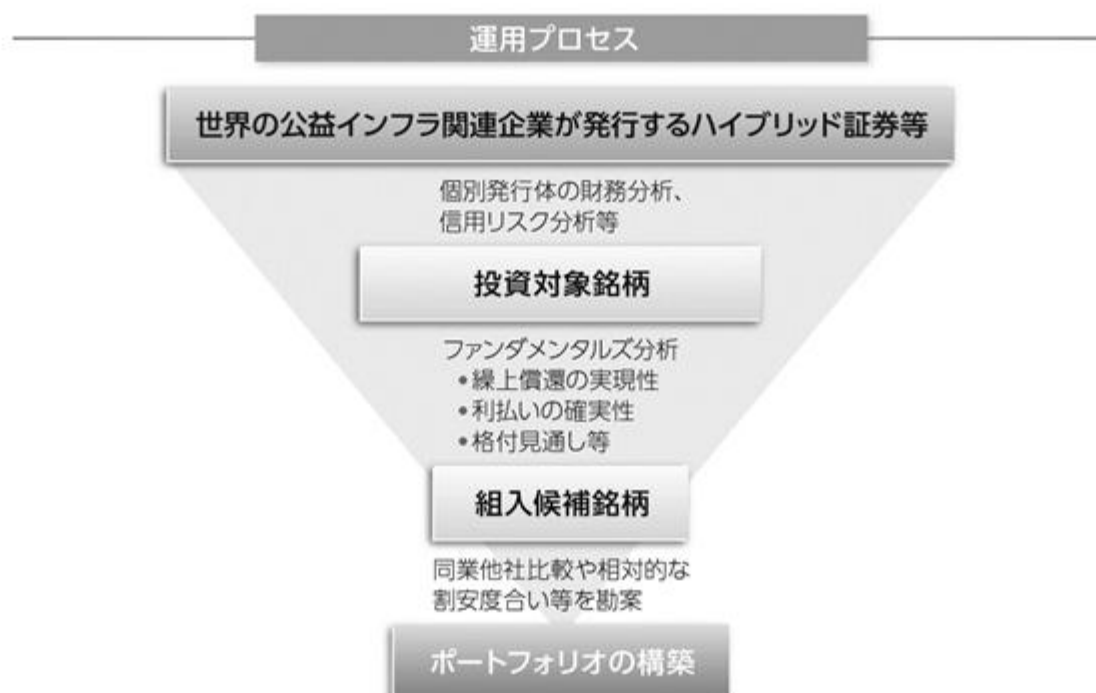 運用プロセス
世界の公益インフラ関連企業が発行するハイブリッド証券等
個別発行体の財務分析、
信用リスク分析等
投資対象銘柄
ファンダメンタルズ分析
•繰上償還の実現性
•利払いの確実性
•格付見通し等
組入候補銘柄
同業他社比較や相対的な
割安度合い等を勘案
ポートフォリオの構築